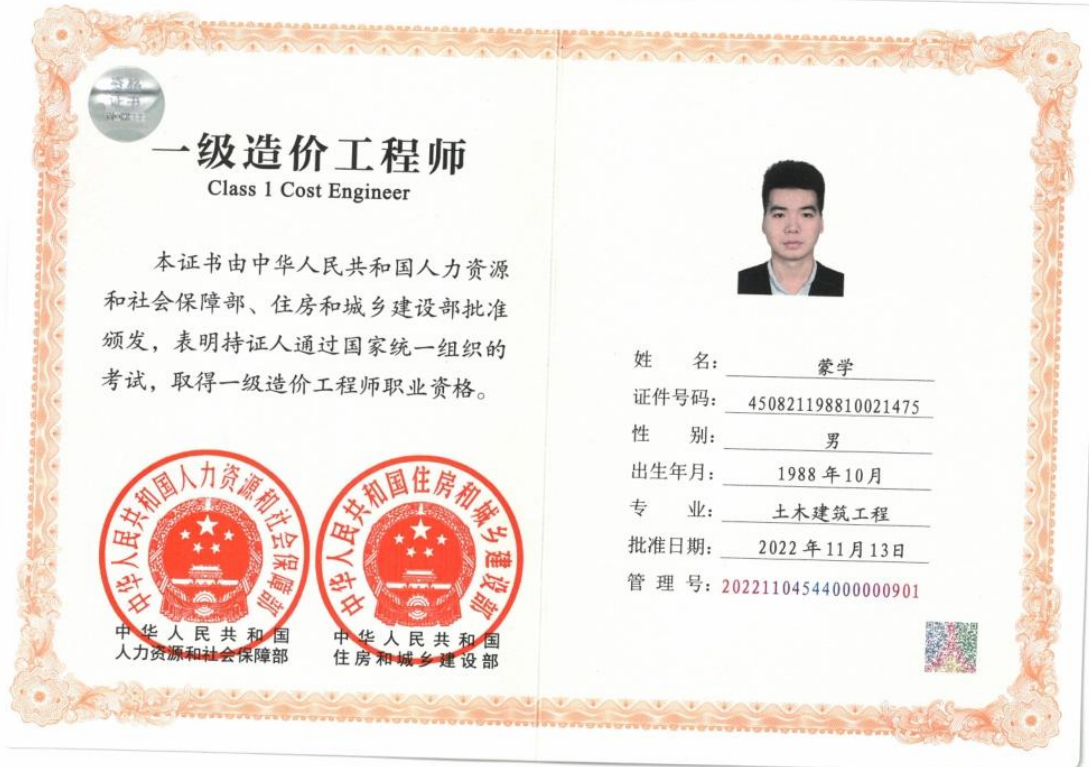 资格
证书
一级造价工程师
Class 1 Cost Engineer
本证书由中华人民共和国人力资源
和社会保障部、住房和城乡建设部批准
颁发，表明持证人通过国家统一组织的
考试，取得一级造价工程师职业资格。
中华人民共和国人力资源和社会保障部
中华人民共和国住房和城乡建设部
中华人民共和国
人力资源和社会保障部
中华人民共和国
住房和城乡建设部
姓 名： 蒙学
证件号码： 450821198810021475
性 别： 男
出生年月： 1988年10月
专 业： 土木建筑工程
批准日期： 2022年11月13日
管 理 号： 20221104544000000901